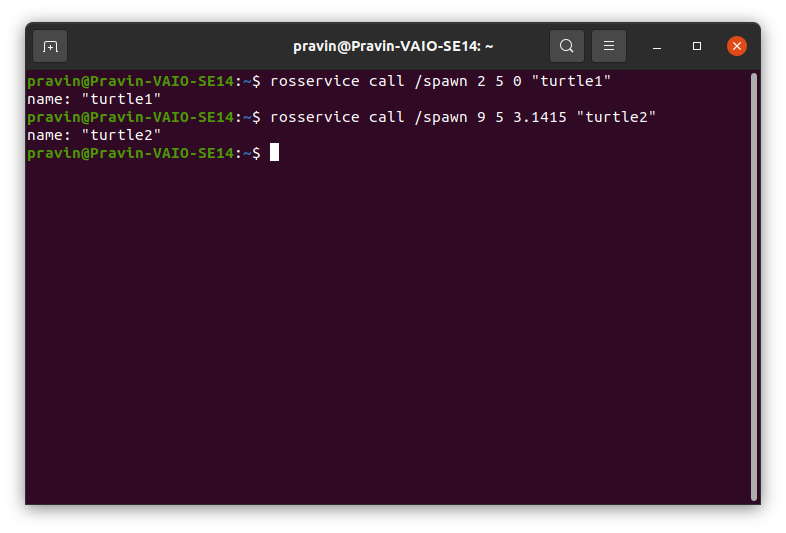 pravin@Pravin-VAIO-SE14: ~
pravin@Pravin-VAIO-SE14:~$ rosservice call /spawn 2 5 0 "turtle1"
name: "turtle1"
pravin@Pravin-VAIO-SE14:~$ rosservice call /spawn 9 5 3.1415 "turtle2"
name: "turtle2"
pravin@Pravin-VAIO-SE14:~$